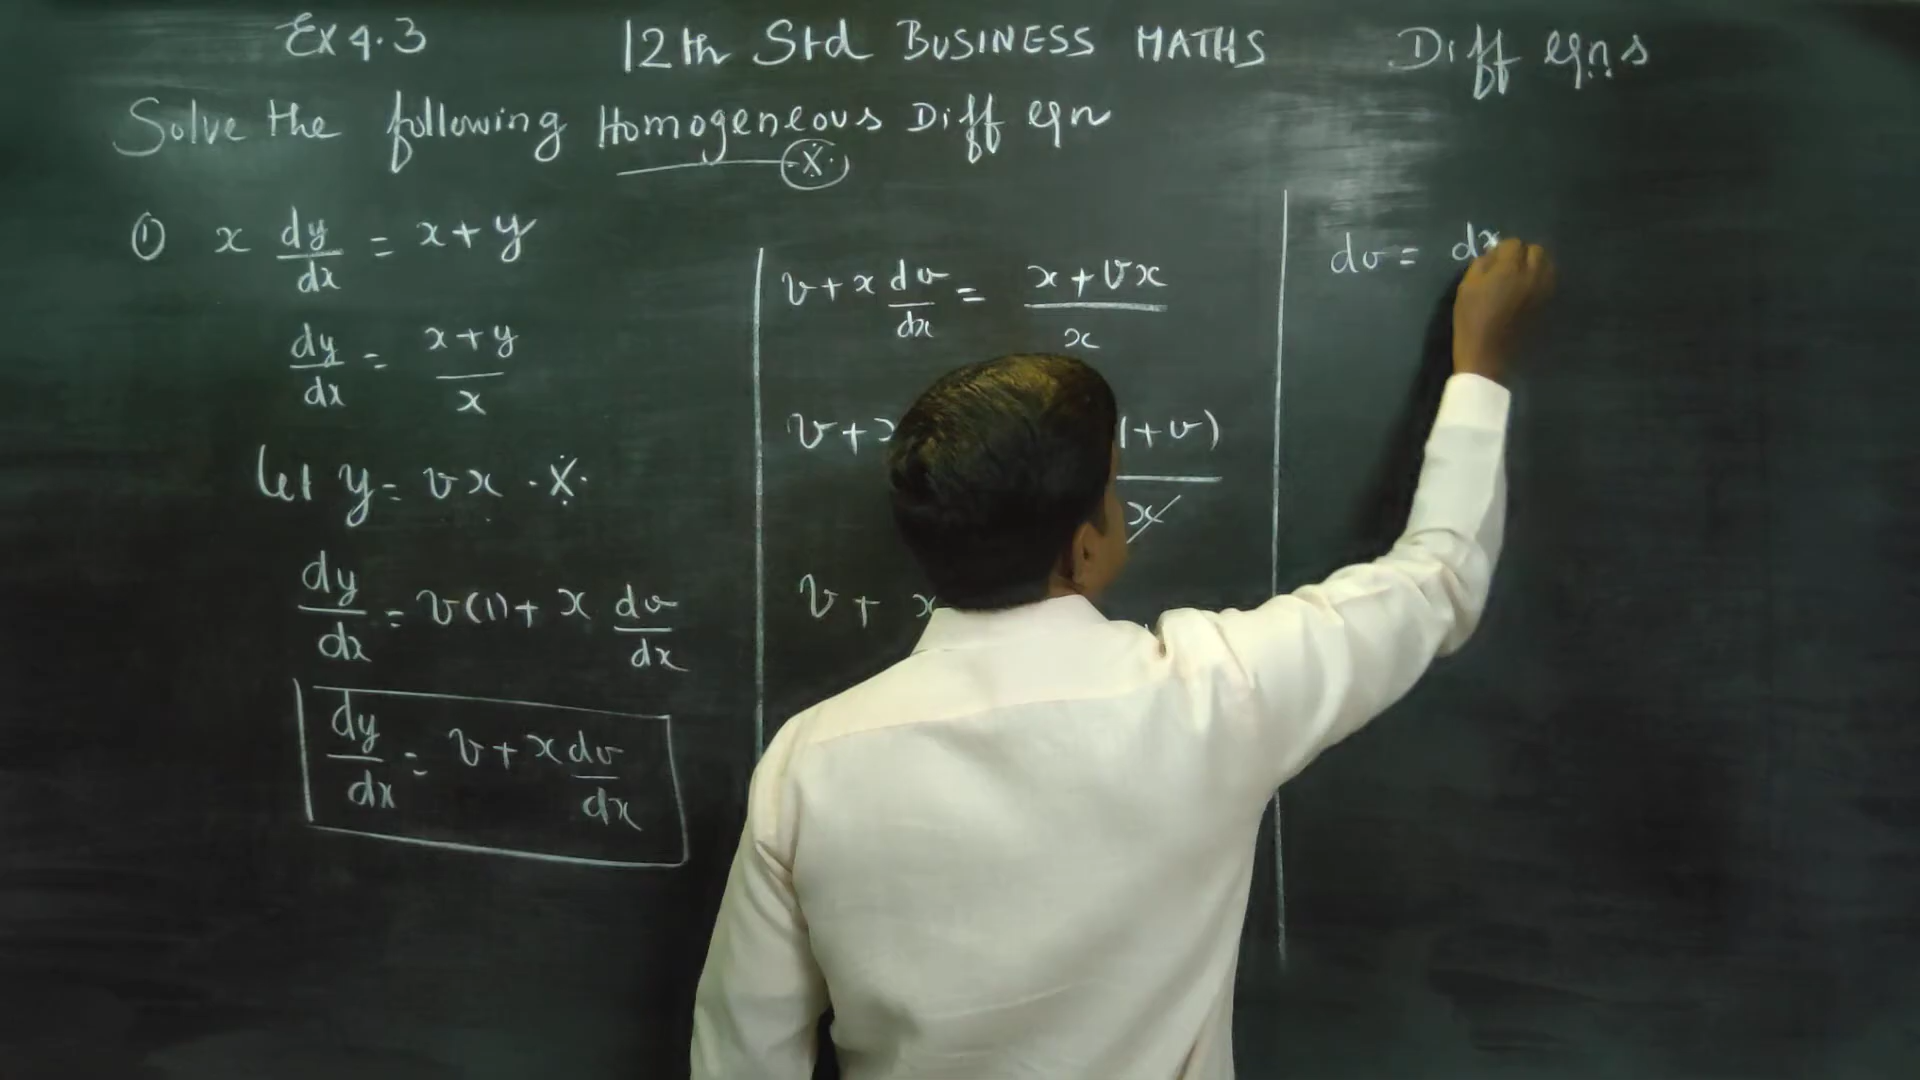 Ex 4.3 12th Std BUSINESS MATHS Diff eqns
Solve the following Homogeneous Diff eqn
X
① x dy/dx = x + y
dy/dx = x + y / x
let y = vx
dy/dx = v(1) + x dv/dx
dy/dx = v + x dv/dx
v + x dv/dx = x + vx / x
v + x (1 + v) / x
v + x
dv = dx